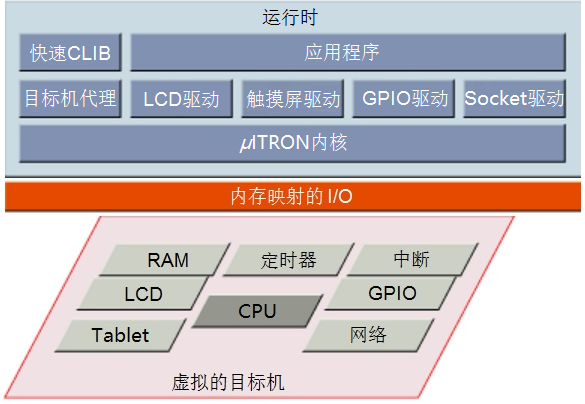 运行时
快速CLIB 应用程序
目标机代理 LCD驱动 触摸屏驱动 GPIO驱动 Socket驱动
μITRON内核
内存映射的 I/O
RAM 定时器 中断
LCD CPU GPIO
Tablet 网络
虚拟的目标机